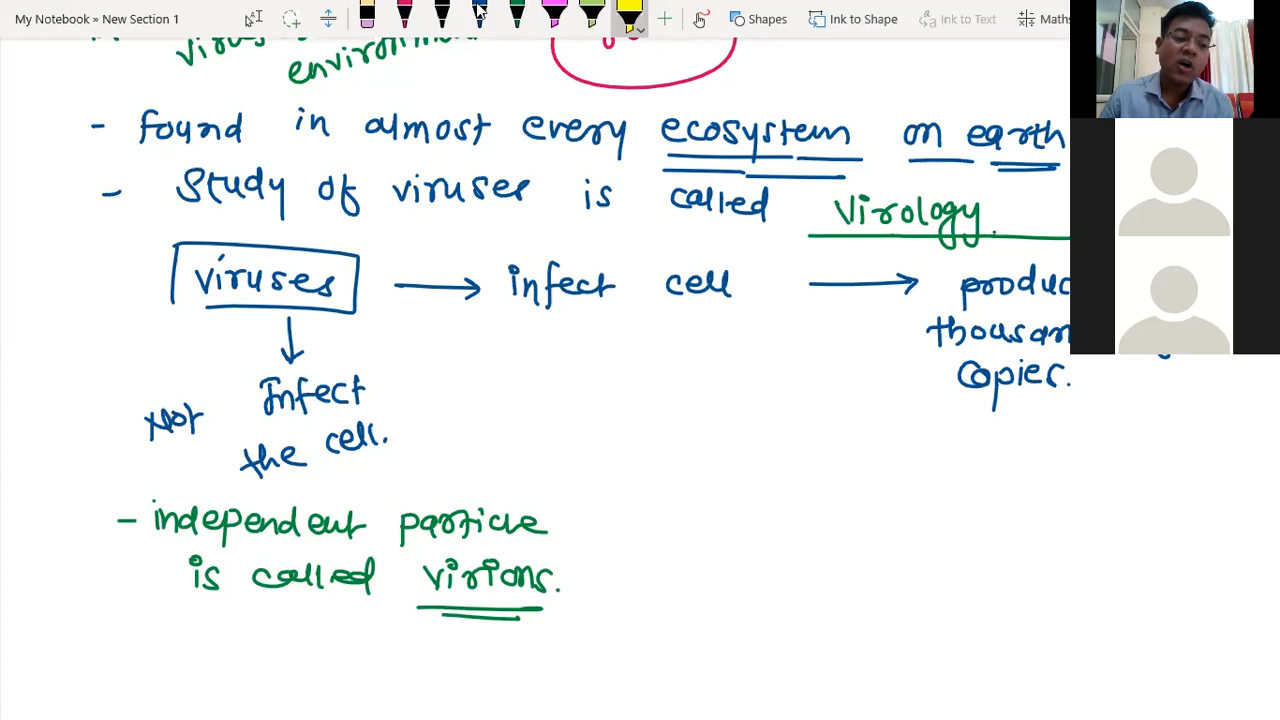 My Notebook » New Section 1
Shapes
Ink to Shape
Ink to Text
Maths
virus
environment
- found in almost every ecosystem on earth
- Study of viruses is called Virology.
viruses → infect cell → produc
thousan
copies.
Not Infect
the cell.
- independent particle
is called virions.